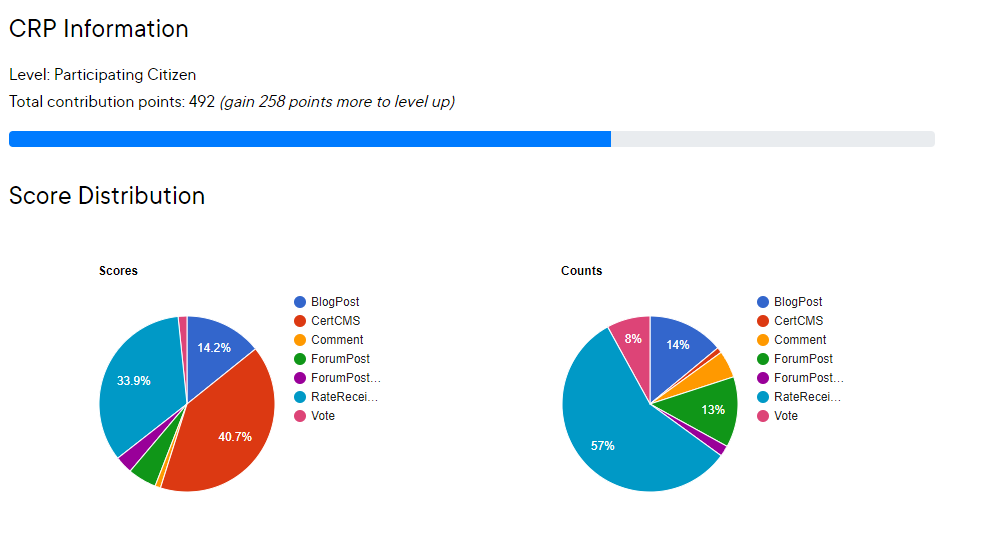 CRP Information
Level: Participating Citizen
Total contribution points: 492 (gain 258 points more to level up)
Score Distribution
Scores
BlogPost
CertCMS
Comment
ForumPost
ForumPost...
RateRecei...
Vote
14.2%
33.9%
40.7%
Counts
BlogPost
CertCMS
Comment
ForumPost
ForumPost...
RateRecei...
Vote
8%
14%
13%
57%